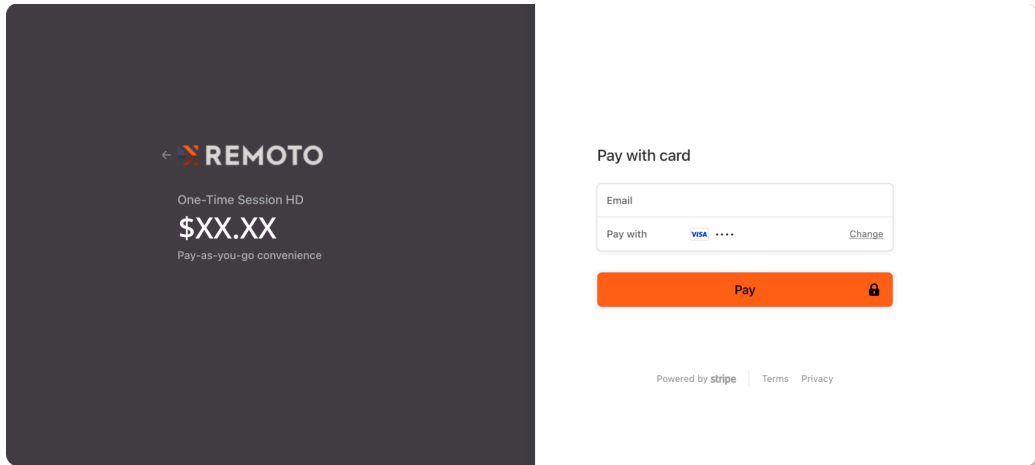 REMOTO
One-Time Session HD
$XX.XX
Pay-as-you-go convenience
Pay with card
Email
Pay with VISA •••• Change
Pay
Powered by stripe Terms Privacy